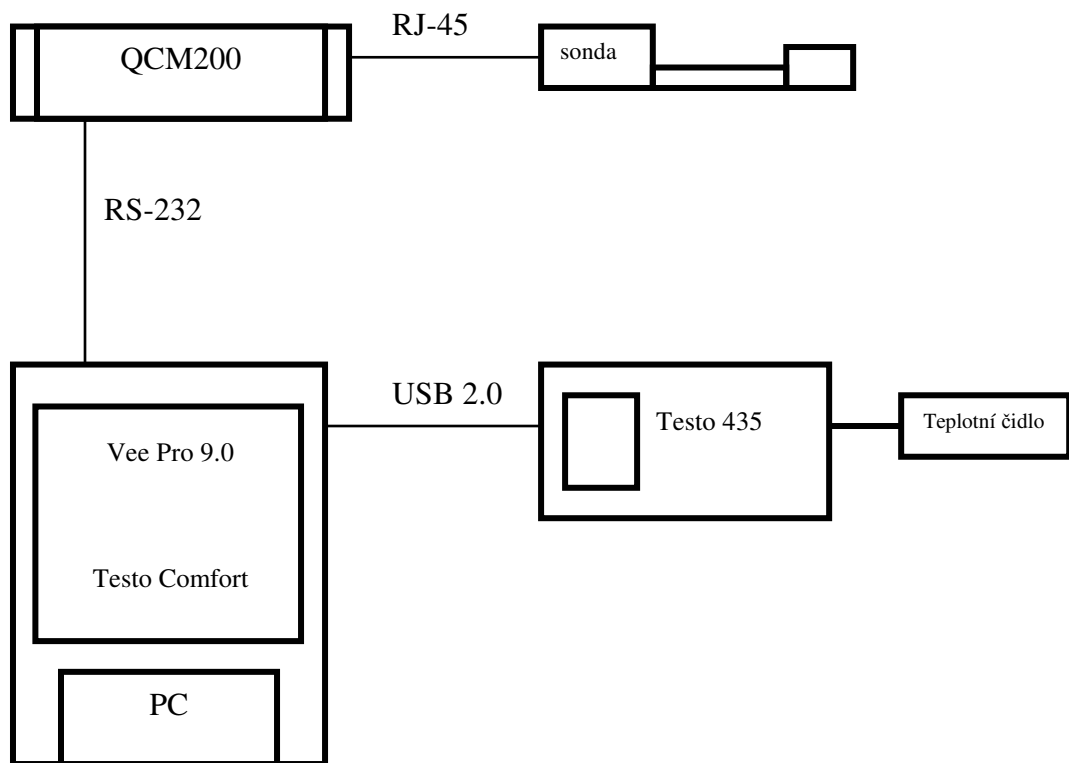 QCM200
RJ-45
sonda
RS-232
USB 2.0
Vee Pro 9.0
Testo Comfort
PC
Testo 435
Teplotní čidlo